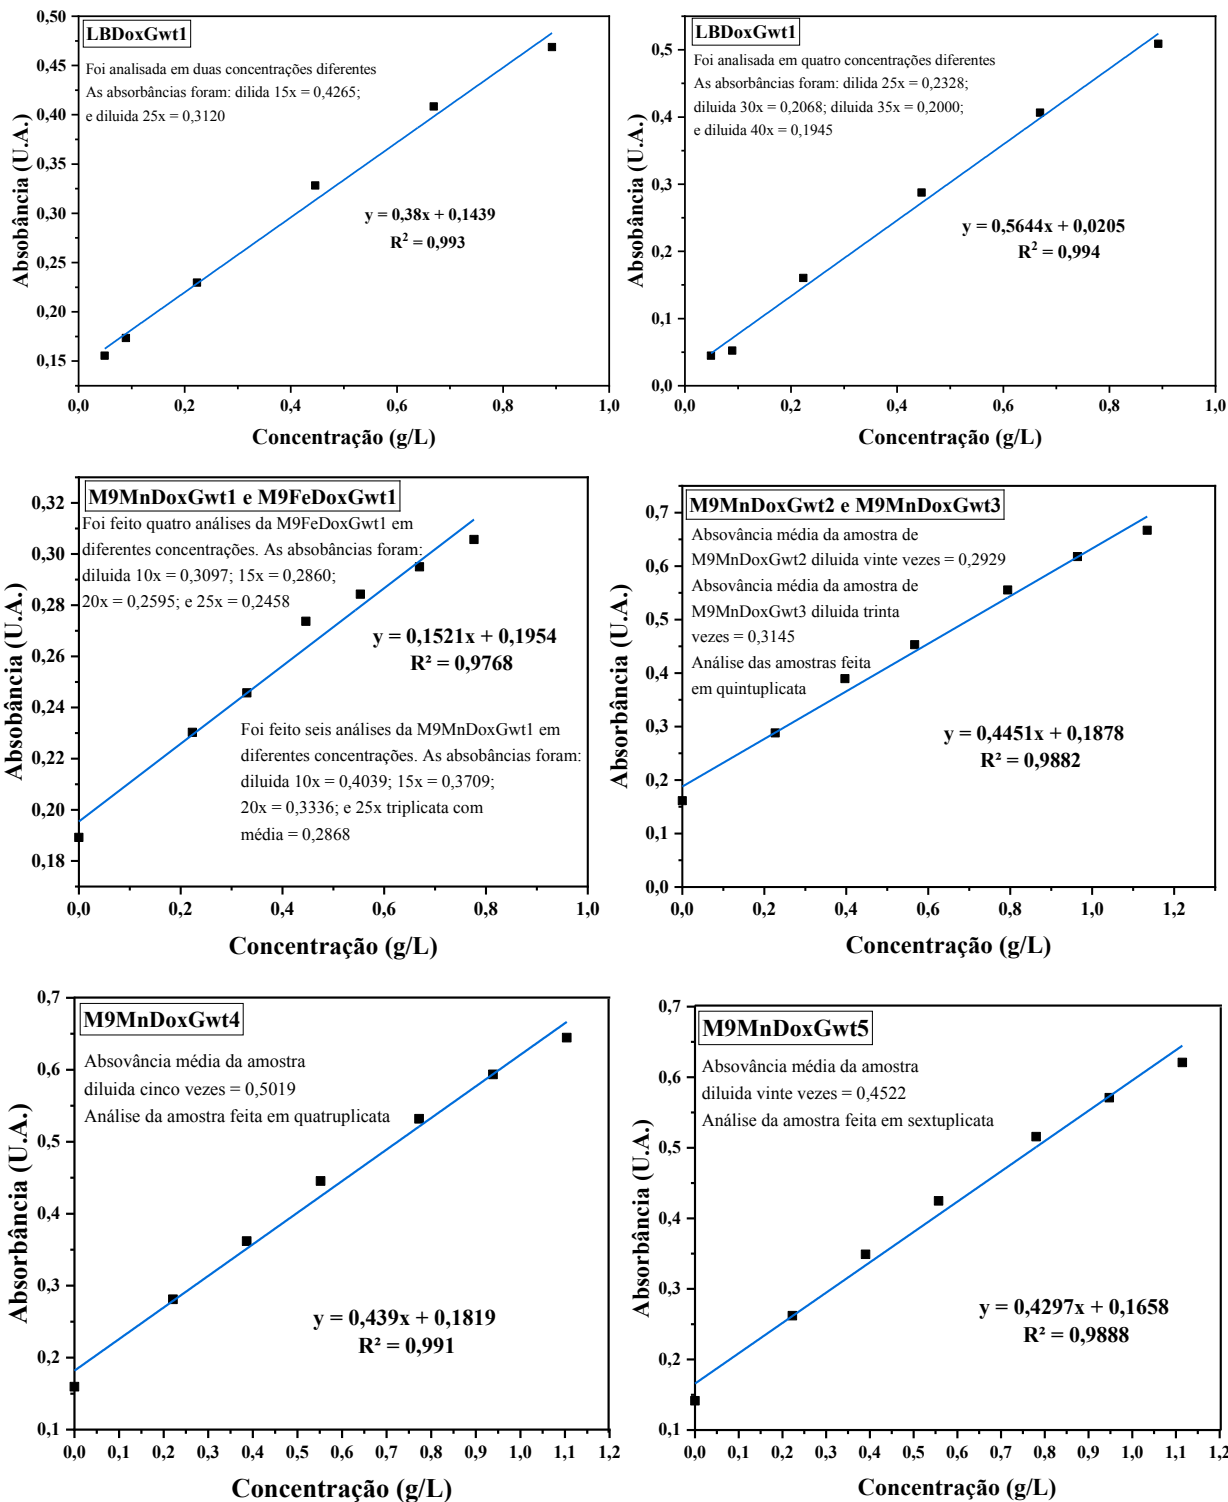 LBDoxGwt1
Foi analisada em duas concentrações diferentes
As absorbâncias foram: dilida 15x = 0,4265;
e diluida 25x = 0,3120
y = 0,38x + 0,1439
R² = 0,993
Absobância (U.A.)
0,50
0,45
0,40
0,35
0,30
0,25
0,20
0,15
0,0
0,2
0,4
0,6
0,8
1,0
Concentração (g/L)
LBDoxGwt1
Foi analisada em quatro concentrações diferentes
As absorbâncias foram: diluida 25x = 0,2328;
diluida 30x = 0,2068; diluida 35x = 0,2000;
e diluida 40x = 0,1945
y = 0,5644x + 0,0205
R² = 0,994
Absobância (U.A.)
0,5
0,4
0,3
0,2
0,1
0,0
0,0
0,2
0,4
0,6
0,8
1,0
Concentração (g/L)
M9MnDoxGwt1 e M9FeDoxGwt1
Foi feito quatro análises da M9FeDoxGwt1 em
diferentes concentrações. As absobâncias foram:
diluida 10x = 0,3097; 15x = 0,2860;
20x = 0,2595; e 25x = 0,2458
y = 0,1521x + 0,1954
R² = 0,9768
Foi feito seis análises da M9MnDoxGwt1 em
diferentes concentrações. As absobâncias foram:
diluida 10x = 0,4039; 15x = 0,3709;
20x = 0,3336; e 25x triplicata com
média = 0,2868
Absobância (U.A.)
0,32
0,30
0,28
0,26
0,24
0,22
0,20
0,18
0,0
0,2
0,4
0,6
0,8
1,0
Concentração (g/L)
M9MnDoxGwt2 e M9MnDoxGwt3
Absovância média da amostra de
M9MnDoxGwt2 diluida vinte vezes = 0,2929
Absovância média da amostra de
M9MnDoxGwt3 diluida trinta
vezes = 0,3145
Análise das amostras feita
em quintuplicata
y = 0,4451x + 0,1878
R² = 0,9882
Absorbância (U.A.)
0,7
0,6
0,5
0,4
0,3
0,2
0,1
0,0
0,0
0,2
0,4
0,6
0,8
1,0
1,2
Concentração (g/L)
M9MnDoxGwt4
Absovância média da amostra
diluida cinco vezes = 0,5019
Análise da amostra feita em quatruplicata
y = 0,439x + 0,1819
R² = 0,991
Absorbância (U.A.)
0,7
0,6
0,5
0,4
0,3
0,2
0,1
0,0
0,1
0,2
0,3
0,4
0,5
0,6
0,7
0,8
0,9
1,0
1,1
1,2
Concentração (g/L)
M9MnDoxGwt5
Absovância média da amostra
diluida vinte vezes = 0,4522
Análise da amostra feita em sextuplicata
y = 0,4297x + 0,1658
R² = 0,9888
Absorbância (U.A.)
0,7
0,6
0,5
0,4
0,3
0,2
0,1
0,0
0,1
0,2
0,3
0,4
0,5
0,6
0,7
0,8
0,9
1,0
1,1
1,2
Concentração (g/L)